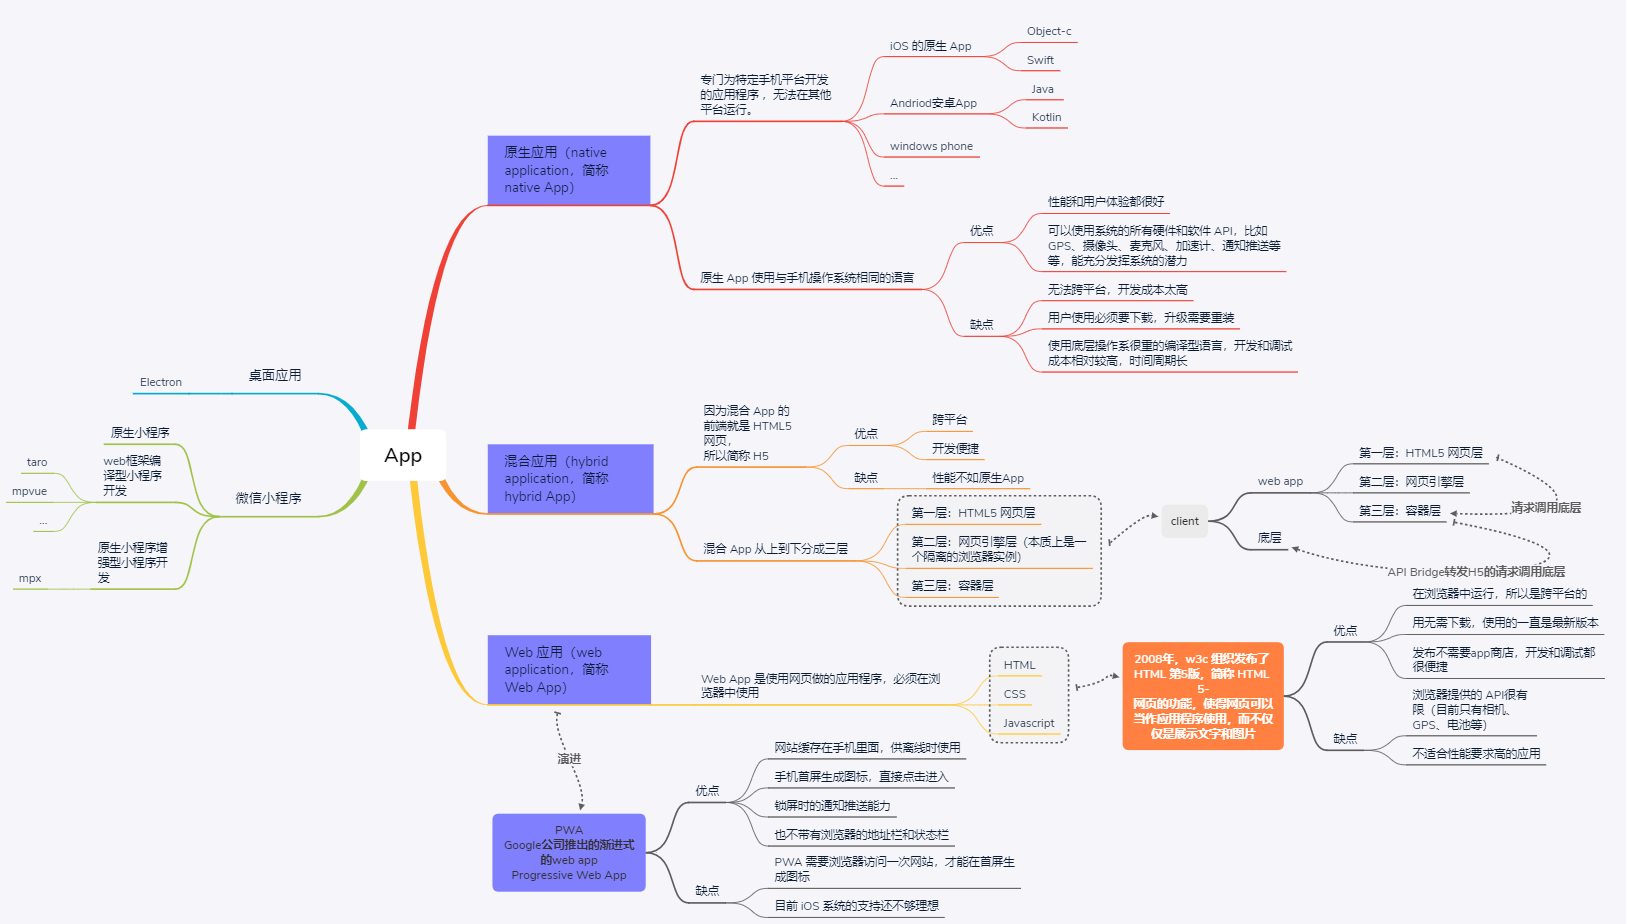 App
原生应用（native
application，简称
native App）
专门为特定手机平台开发
的应用程序 ，无法在其他
平台运行。
iOS 的原生 App
Object-c
Swift
Andriod安卓App
Java
Kotlin
windows phone
...
原生 App 使用与手机操作系统相同的语言
优点
性能和用户体验都很好
可以使用系统的所有硬件和软件 API，比如
GPS、摄像头、麦克风、加速计、通知推送等
等，能充分发挥系统的潜力
缺点
无法跨平台，开发成本太高
用户使用必须要下载，升级需要重装
使用底层操作系很重的编译型语言，开发和调试
成本相对较高，时间周期长
桌面应用
Electron
微信小程序
原生小程序
web框架编
译型小程序
开发
taro
mpvue
...
原生小程序增
强型小程序开
发
mpx
混合应用（hybrid
application，简称
hybrid App）
因为混合 App 的
前端就是 HTML5
网页，
所以简称 H5
优点
跨平台
开发便捷
缺点
性能不如原生App
混合 App 从上到下分成三层
第一层：HTML5 网页层
第二层：网页引擎层（本质上是一
个隔离的浏览器实例）
第三层：容器层
client
web app
第一层：HTML5 网页层
第二层：网页引擎层
第三层：容器层
请求调用底层
底层
API Bridge转发H5的请求调用底层
Web 应用（web
application，简称
Web App）
Web App 是使用网页做的应用程序，必须在浏
览器中使用
HTML
CSS
Javascript
2008年，w3c 组织发布了
HTML 第5版，简称 HTML
5-
网页的功能，使得网页可以
当作应用程序使用，而不仅
仅是展示文字和图片
优点
在浏览器中运行，所以是跨平台的
用无需下载，使用的一直是最新版本
发布不需要app商店，开发和调试都
很便捷
缺点
浏览器提供的 API很有
限（目前只有相机、
GPS、电池等）
不适合性能要求高的应用
演进
PWA
Google公司推出的渐进式
的web app
Progressive Web App
优点
网站缓存在手机里面，供离线时使用
手机首屏生成图标，直接点击进入
锁屏时的通知推送能力
也不带有浏览器的地址栏和状态栏
缺点
PWA 需要浏览器访问一次网站，才能在首屏生
成图标
目前 iOS 系统的支持还不够理想